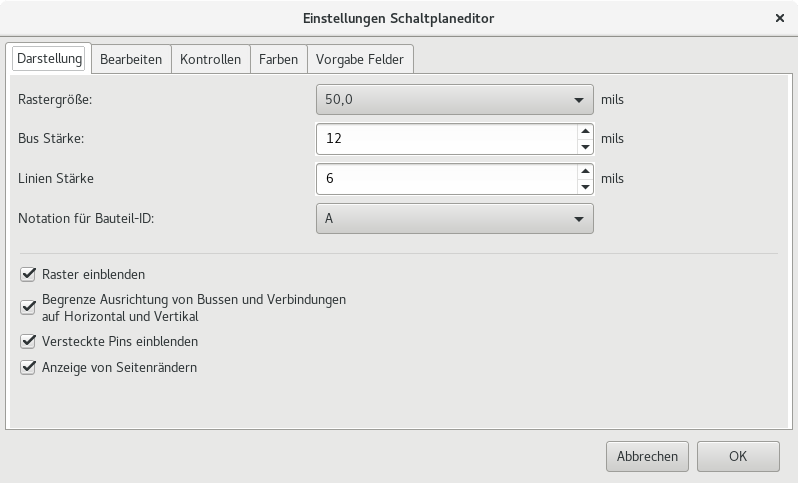 Einstellungen Schaltplaneditor
Darstellung Bearbeiten Kontrollen Farben Vorgabe Felder
Rastergröße: 50,0 mils
Bus Stärke: 12 mils
Linien Stärke 6 mils
Notation für Bauteil-ID: A
Raster einblenden
Begrenze Ausrichtung von Bussen und Verbindungen
auf Horizontal und Vertikal
Versteckte Pins einblenden
Anzeige von Seitenrändern
Abbrechen OK